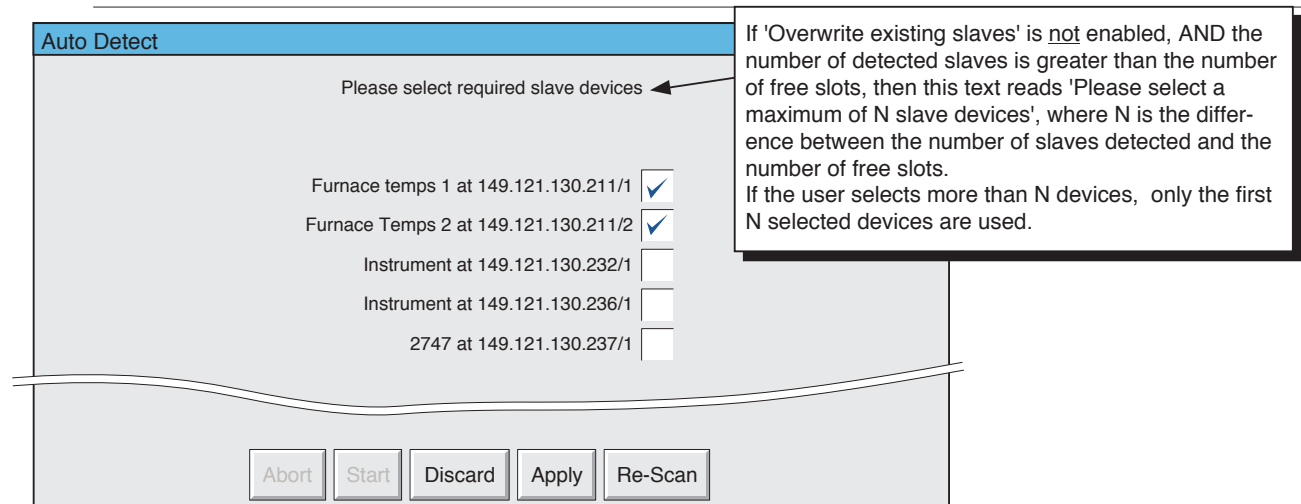 Auto Detect
Please select required slave devices
If 'Overwrite existing slaves' is not enabled, AND the
number of detected slaves is greater than the number
of free slots, then this text reads 'Please select a
maximum of N slave devices', where N is the differ-
ence between the number of slaves detected and the
number of free slots.
If the user selects more than N devices, only the first
N selected devices are used.
Furnace temps 1 at 149.121.130.211/1
Furnace Temps 2 at 149.121.130.211/2
Instrument at 149.121.130.232/1
Instrument at 149.121.130.236/1
2747 at 149.121.130.237/1
Abort Start Discard Apply Re-Scan